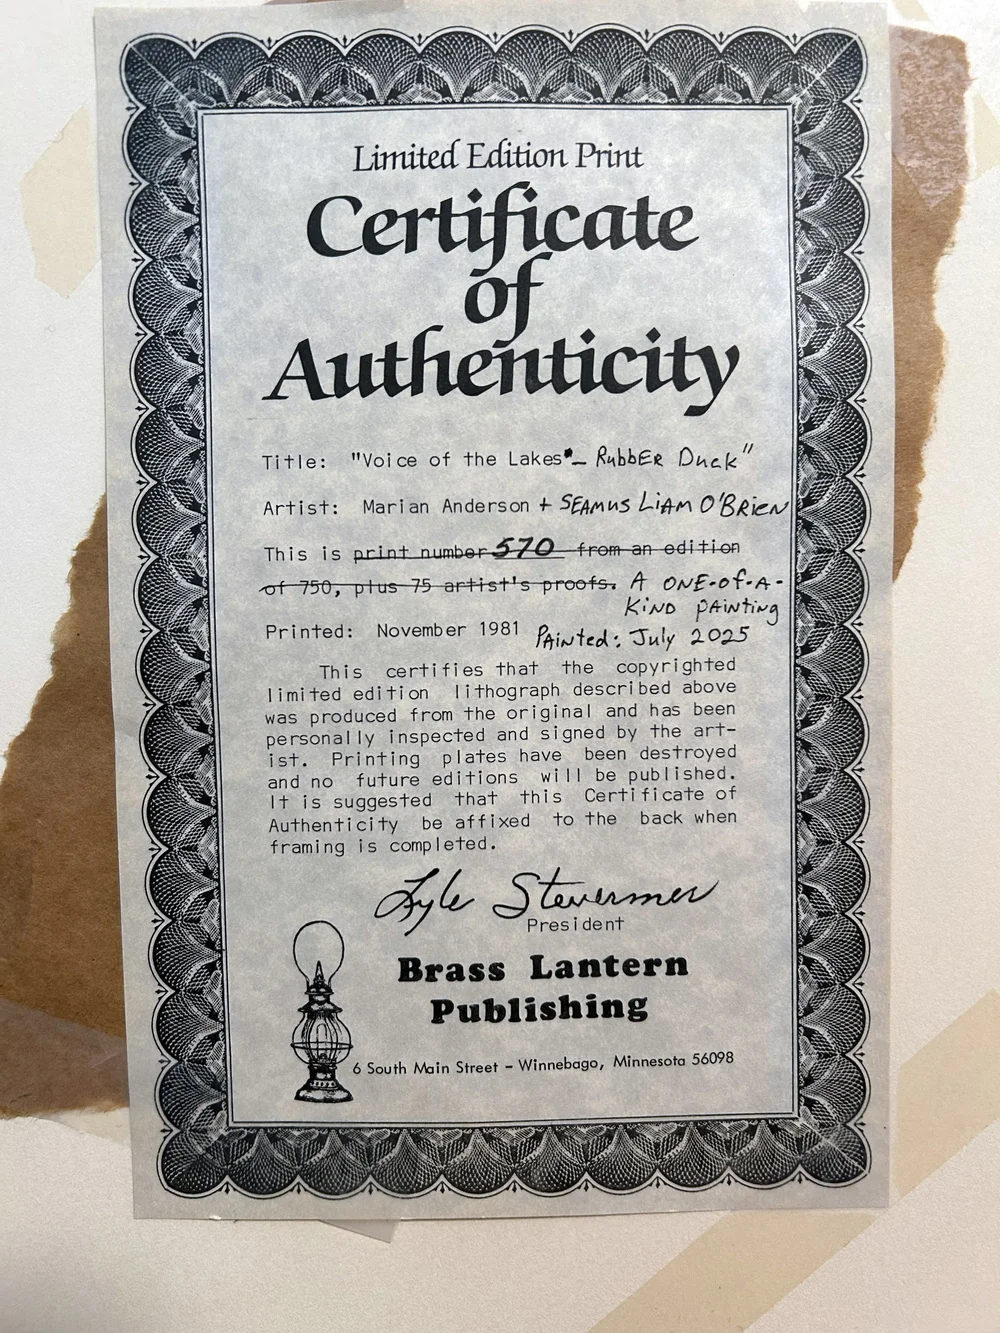 Limited Edition Print
Certificate
of
Authenticity
Title: "Voice of the Lakes"– RubbER Duck"
Artist: Marian Anderson + SEAMUS LiAM O'BRiEN
This is print number 570 from an edition
of 750, plus 75 artist's proofs. A ONE-of-A-
KiND PAiNtiNg
Printed: November 1981 PAiNted: July 2025
This certifies that the copyrighted
limited edition lithograph described above
was produced from the original and has been
personally inspected and signed by the art-
ist. Printing plates have been destroyed
and no future editions will be published.
It is suggested that this Certificate of
Authenticity be affixed to the back when
framing is completed.
Lyle Stevermer
President
Brass Lantern
Publishing
6 South Main Street – Winnebago, Minnesota 56098